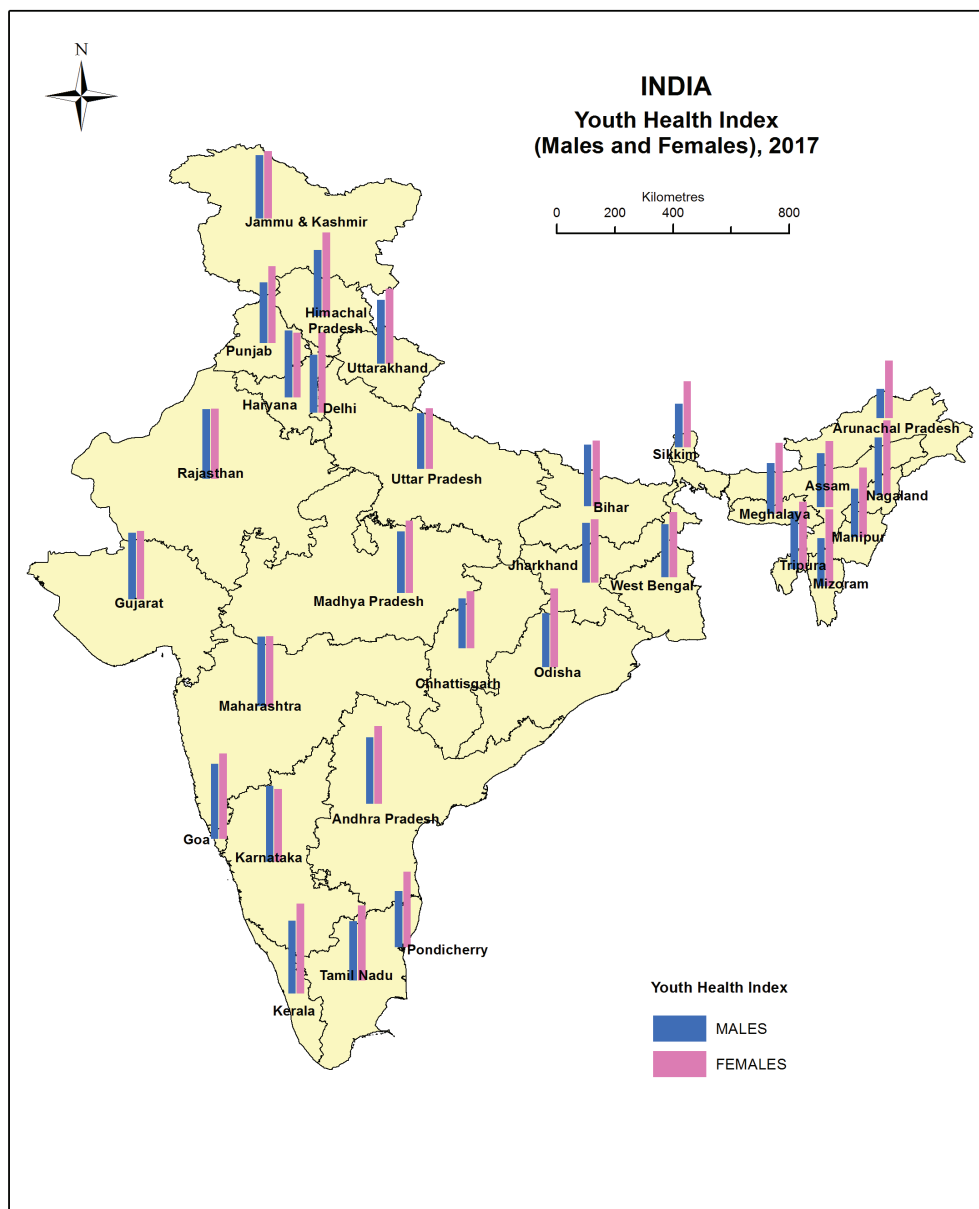 N
INDIA
Youth Health Index
(Males and Females), 2017
Kilometres
0 200 400 800
Jammu & Kashmir
Himachal
Pradesh
Punjab
Uttarakhand
Haryana
Delhi
Arunachal Pradesh
Sikkim
Rajasthan
Uttar Pradesh
Assam
Nagaland
Bihar
Meghalaya
Manipur
Jharkhand
Tripura
West Bengal
Mizoram
Gujarat
Madhya Pradesh
Odisha
Chhattisgarh
Maharashtra
Andhra Pradesh
Goa
Karnataka
Pondicherry
Tamil Nadu
Kerala
Youth Health Index
MALES
FEMALES